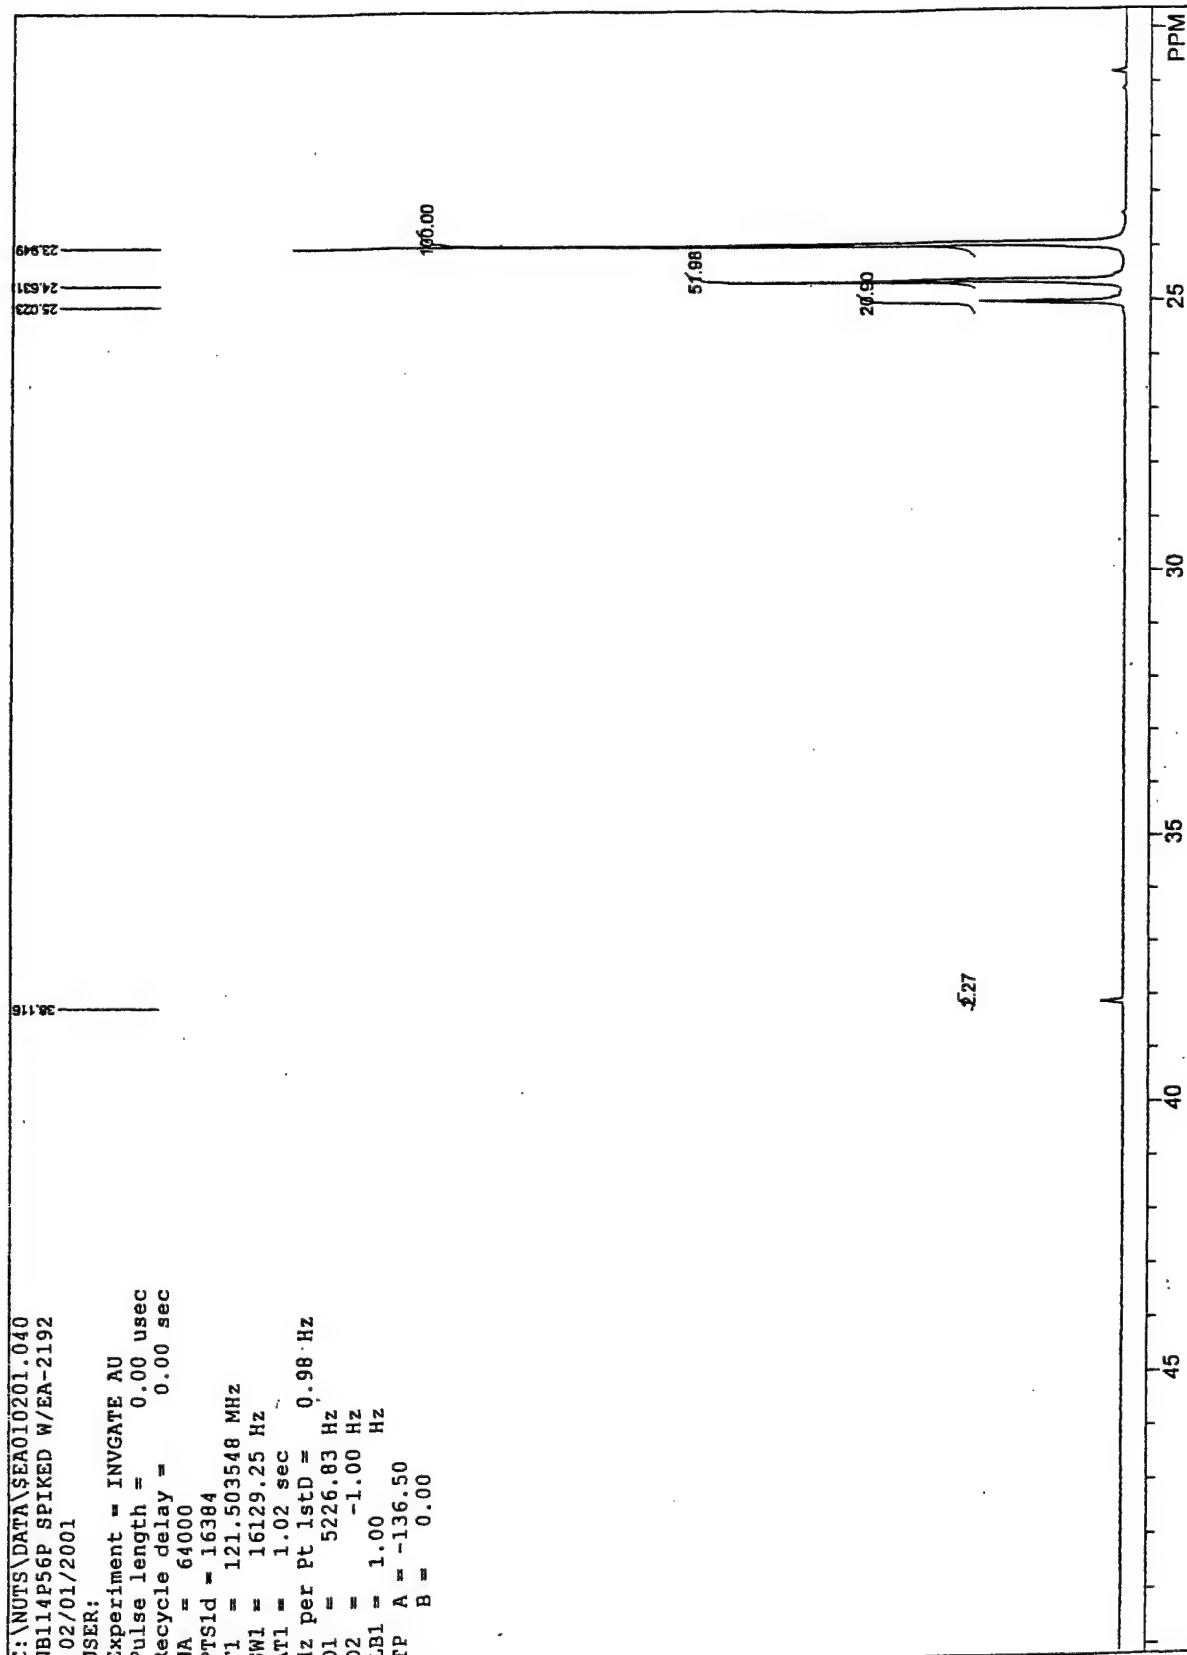 C:\NUTS\DATA\$EA010201.040
NB114P56P SPIKED W/EA-2192
02/01/2001
USER:
Experiment = INVGATE AU
Pulse length = 0.00 usec
Recycle delay = 0.00 sec
NA = 64000
PTS1d = 16384
F1 = 121.503548 MHz
SW1 = 16129.25 Hz
AT1 = 1.02 sec
Hz per Pt 1stD = 0.98 Hz
O1 = 5226.83 Hz
O2 = -1.00 Hz
LB1 = 1.00 Hz
TP A = -136.50
B = 0.00
38.116
25.023
24.631
23.949
2.27
20.90
51.98
100.00
45
40
35
30
25
PPM